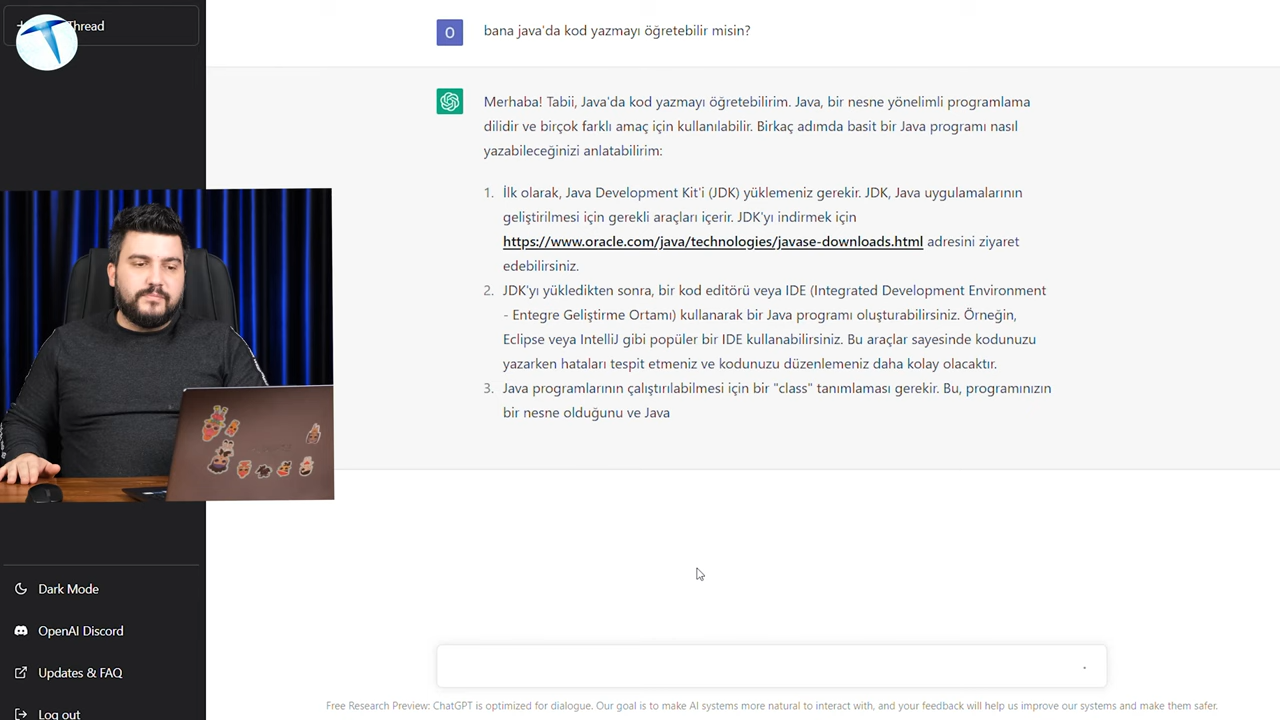 Thread
bana java'da kod yazmayı öğretebilir misin?
O
Merhaba! Tabii, Java'da kod yazmayı öğretebilirim. Java, bir nesne yönelimli programlama
dilidir ve birçok farklı amaç için kullanılabilir. Birkaç adımda basit bir Java programı nasıl
yazabileceğinizi anlatabilirim:
1. İlk olarak, Java Development Kit'i (JDK) yüklemeniz gerekir. JDK, Java uygulamalarının
geliştirilmesi için gerekli araçları içerir. JDK'yı indirmek için
https://www.oracle.com/java/technologies/javase-downloads.html adresini ziyaret
edebilirsiniz.
2. JDK'yı yükledikten sonra, bir kod editörü veya IDE (Integrated Development Environment
- Entegre Geliştirme Ortamı) kullanarak bir Java programı oluşturabilirsiniz. Örneğin,
Eclipse veya IntelliJ gibi popüler bir IDE kullanabilirsiniz. Bu araçlar sayesinde kodunuzu
yazarken hataları tespit etmeniz ve kodunuzu düzenlemeniz daha kolay olacaktır.
3. Java programlarının çalıştırılabilmesi için bir "class" tanımlaması gerekir. Bu, programınızın
bir nesne olduğunu ve Java
Dark Mode
OpenAI Discord
Updates & FAQ
Log out
Free Research Preview: ChatGPT is optimized for dialogue. Our goal is to make AI systems more natural to interact with, and your feedback will help us improve our systems and make them safer.